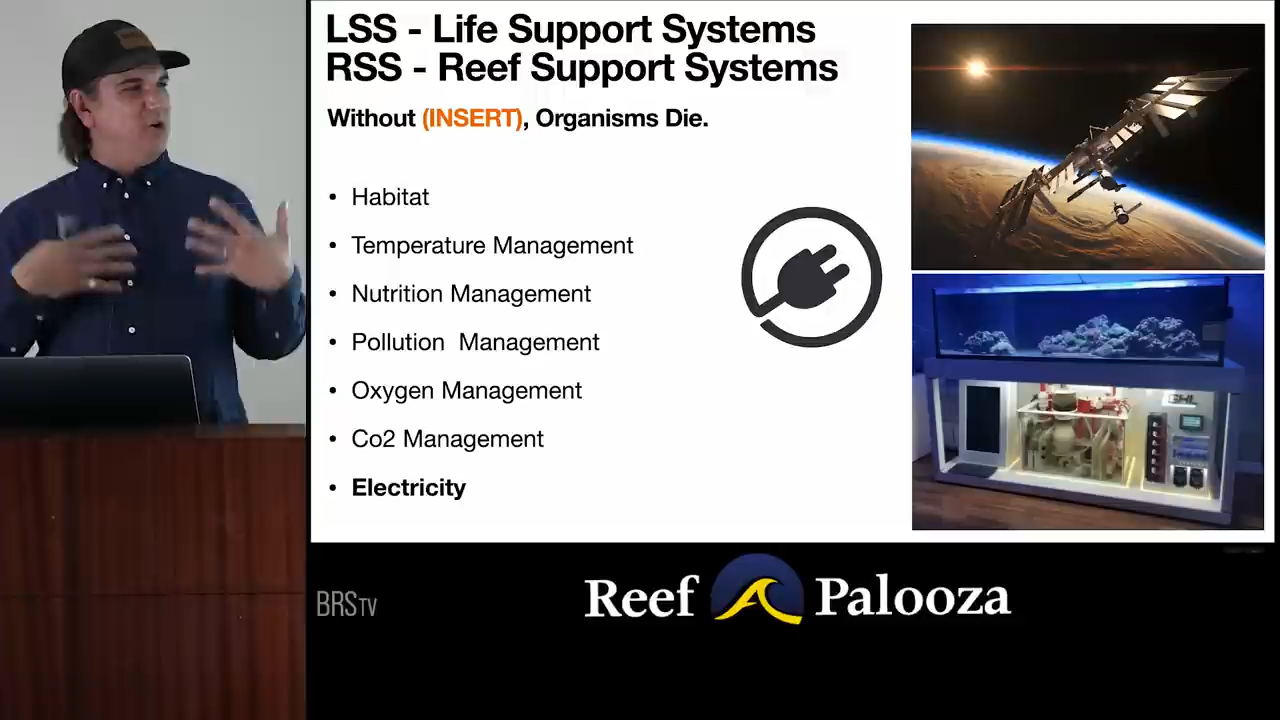 LSS - Life Support Systems
RSS - Reef Support Systems
Without (INSERT), Organisms Die.
• Habitat
• Temperature Management
• Nutrition Management
• Pollution  Management
• Oxygen Management
• Co2 Management
• Electricity
GHL
BRSTV
Reef Palooza